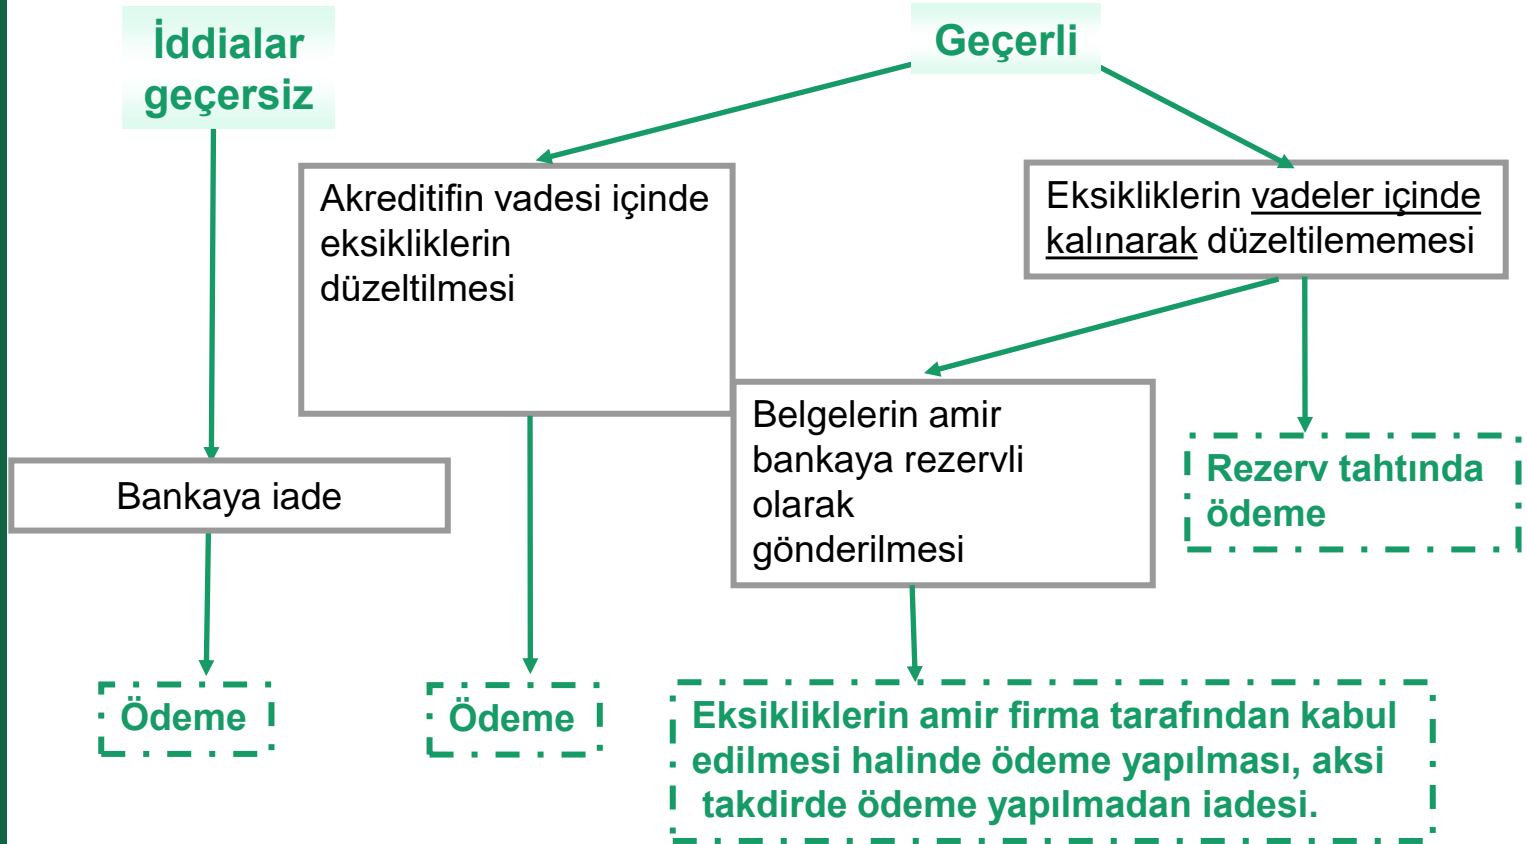 İddialar
geçersiz
Geçerli
Akreditifin vadesi içinde
eksikliklerin
düzeltilmesi
Eksikliklerin vadeler içinde
kalınarak düzeltilememesi
Belgelerin amir
bankaya rezervli
olarak
gönderilmesi
Rezerv tahtında
ödeme
Bankaya iade
Ödeme
Ödeme
Eksikliklerin amir firma tarafından kabul
edilmesi halinde ödeme yapılması, aksi
takdirde ödeme yapılmadan iadesi.